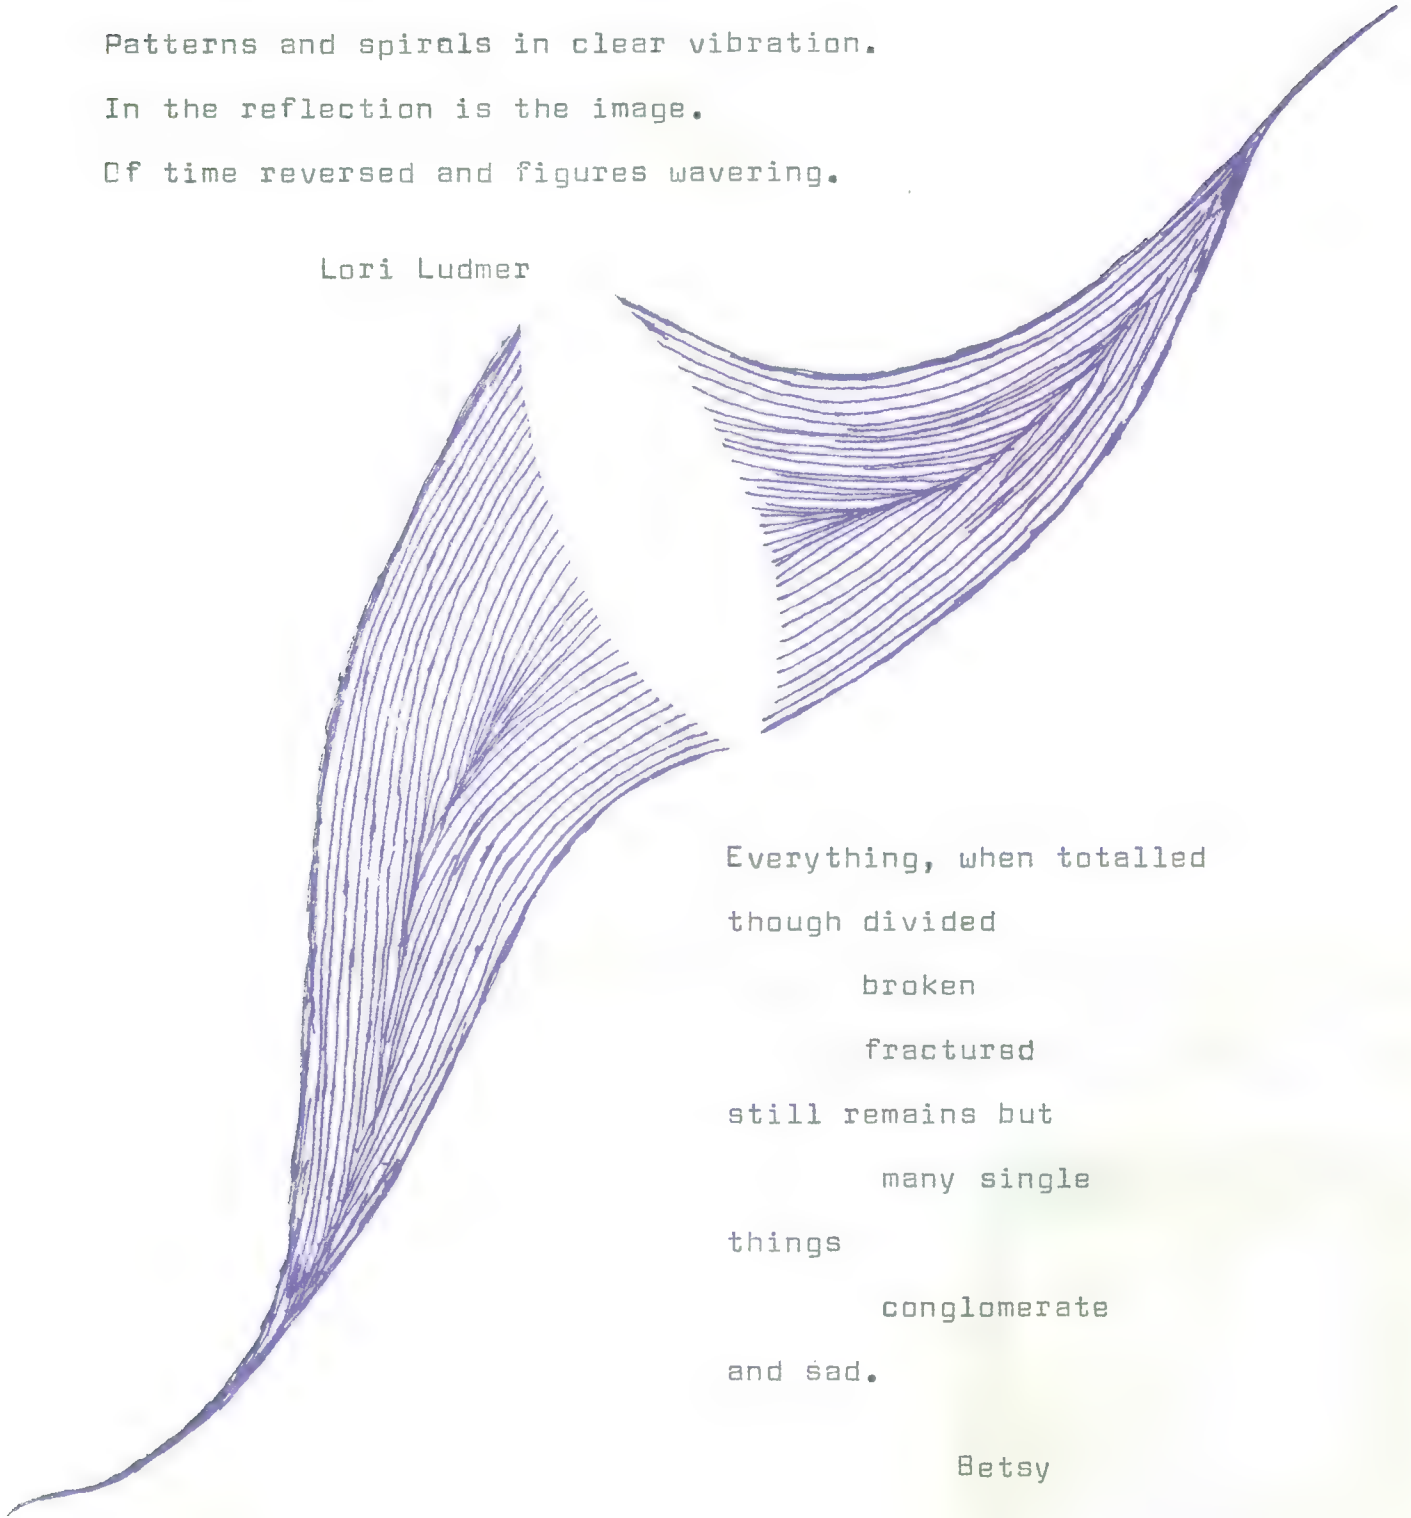 Patterns and spirals in clear vibration.
In the reflection is the image.
Of time reversed and figures wavering.
Lori Ludmer
Everything, when totalled
though divided
broken
fractured
still remains but
many single
things
conglomerate
and sad.
Betsy